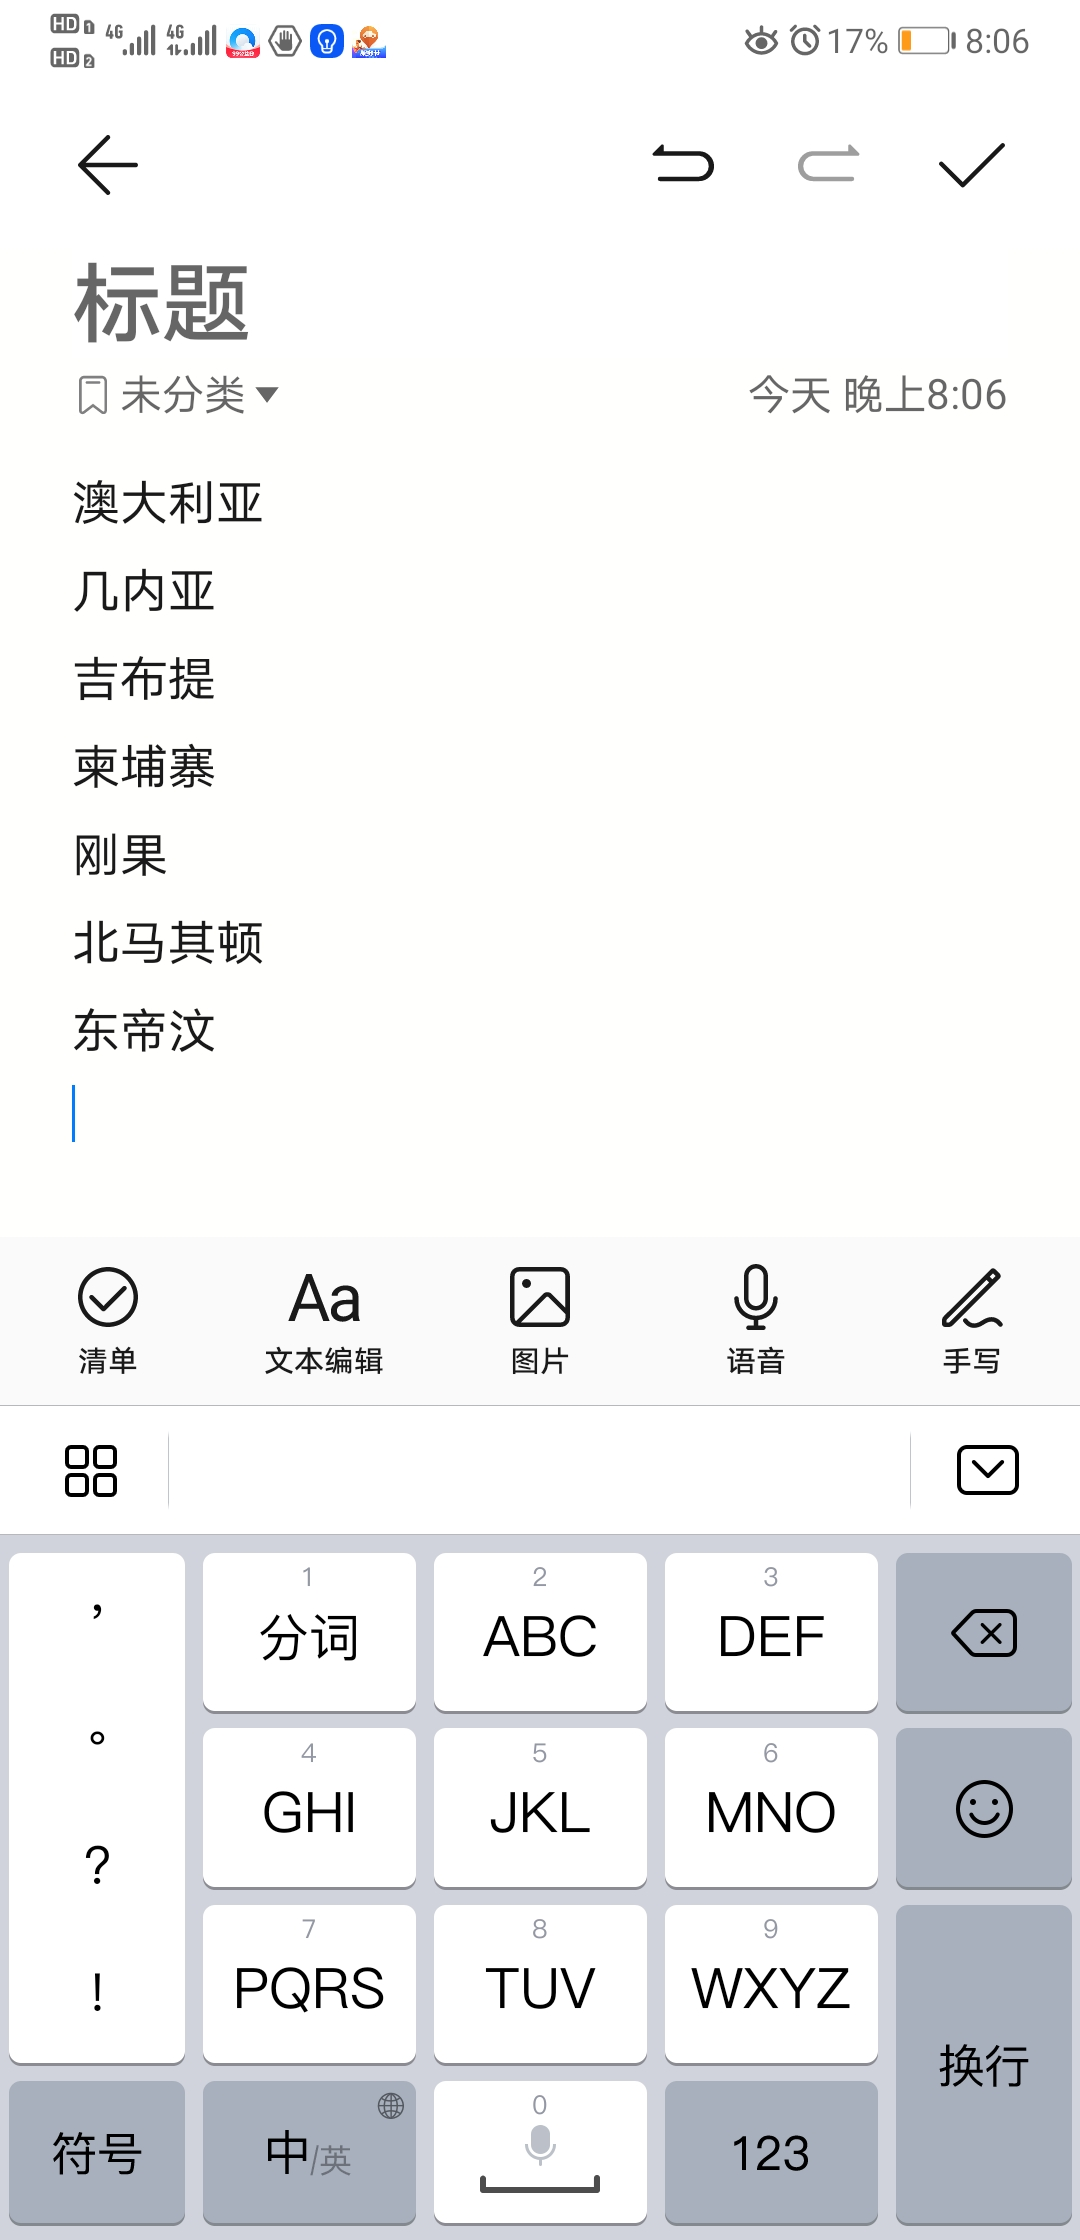 HD 1 4G 4G 17% 8:06
HD 2
标题
未分类 今天 晚上8:06
澳大利亚
几内亚
吉布提
柬埔寨
刚果
北马其顿
东帝汶
清单 文本编辑 图片 语音 手写
Aa
， 1 2 3
分词 ABC DEF
。 4 5 6
? GHI JKL MNO
7 8 9
! PQRS TUV WXYZ
换行
0
符号 中/英 123